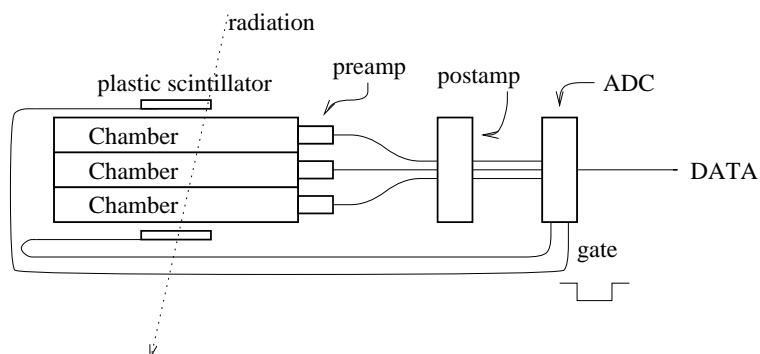 radiation
plastic scintillator
preamp
postamp
ADC
Chamber
Chamber
Chamber
DATA
gate